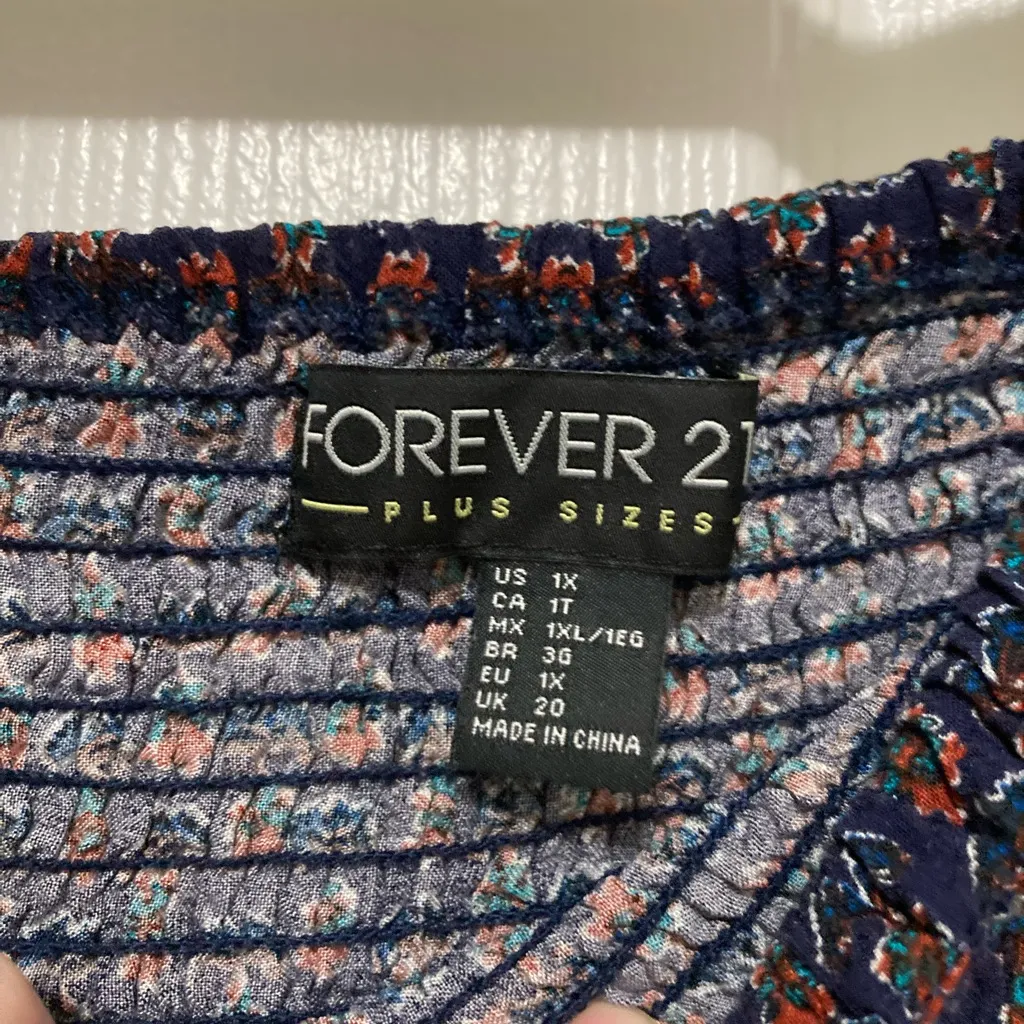 FOREVER 21
PLUS SIZES
US 1X
CA 1T
MX 1XL/1EG
BR 3G
EU 1X
UK 20
MADE IN CHINA